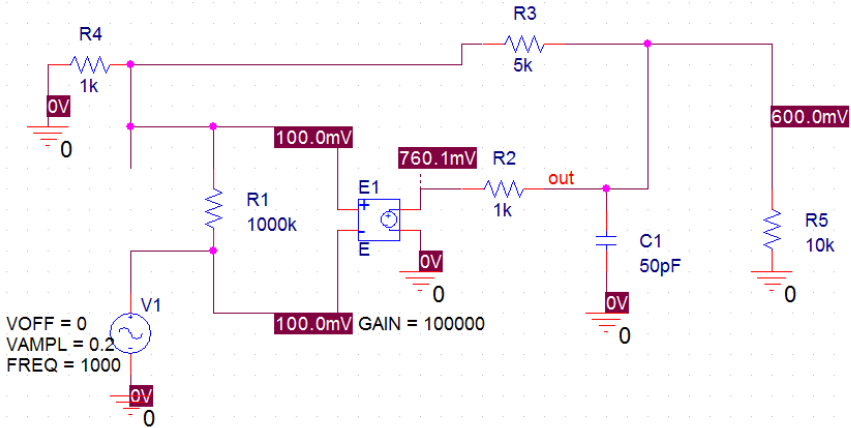 R3
R4
5k
1k
0V
0
600.0mV
100.0mV
760.1mV
R2
out
E1
1k
R1
1000k
+
-
E
R5
10k
C1
50pF
0V
0
0
V1
100.0mV
GAIN = 100000
0V
0
VOFF = 0
VAMPL = 0.2
FREQ = 1000
0V
0